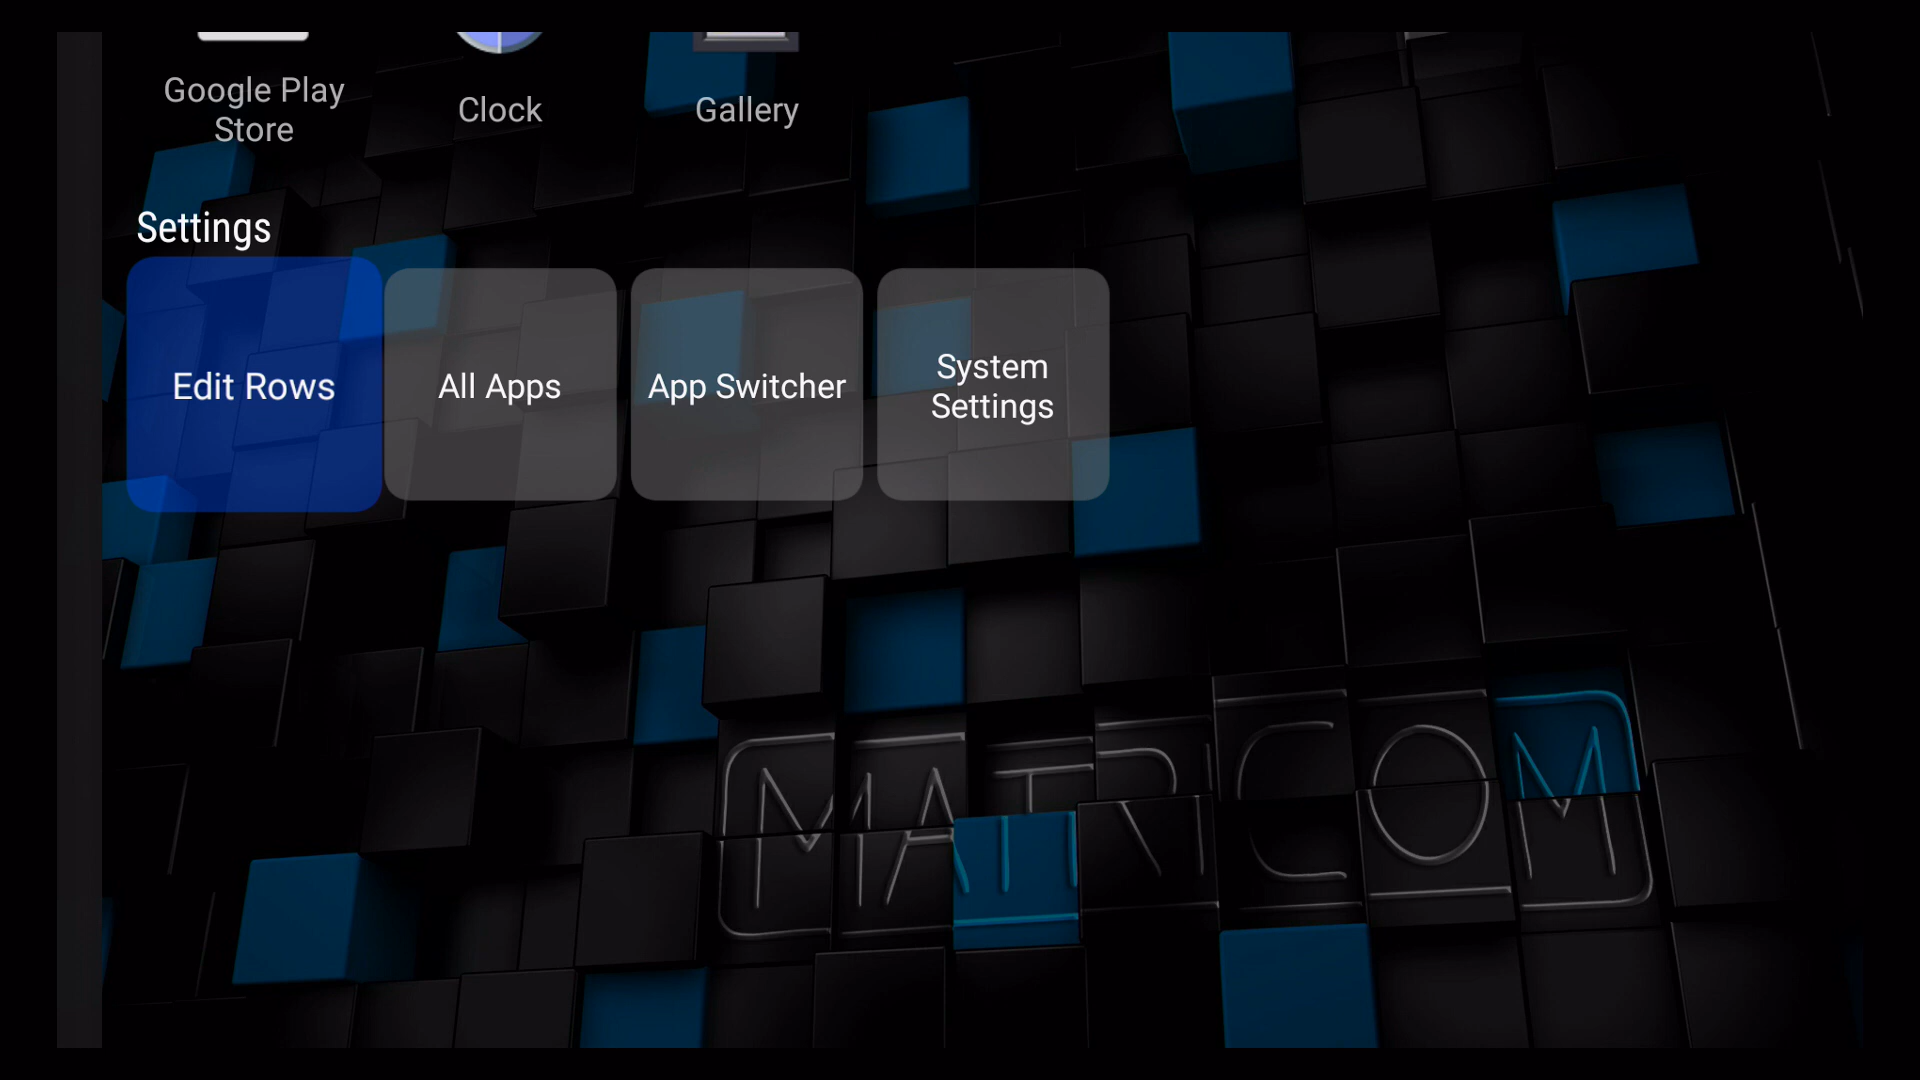 Google Play
Store
Clock
Gallery
Settings
Edit Rows
All Apps
App Switcher
System
Settings
MATRICOM